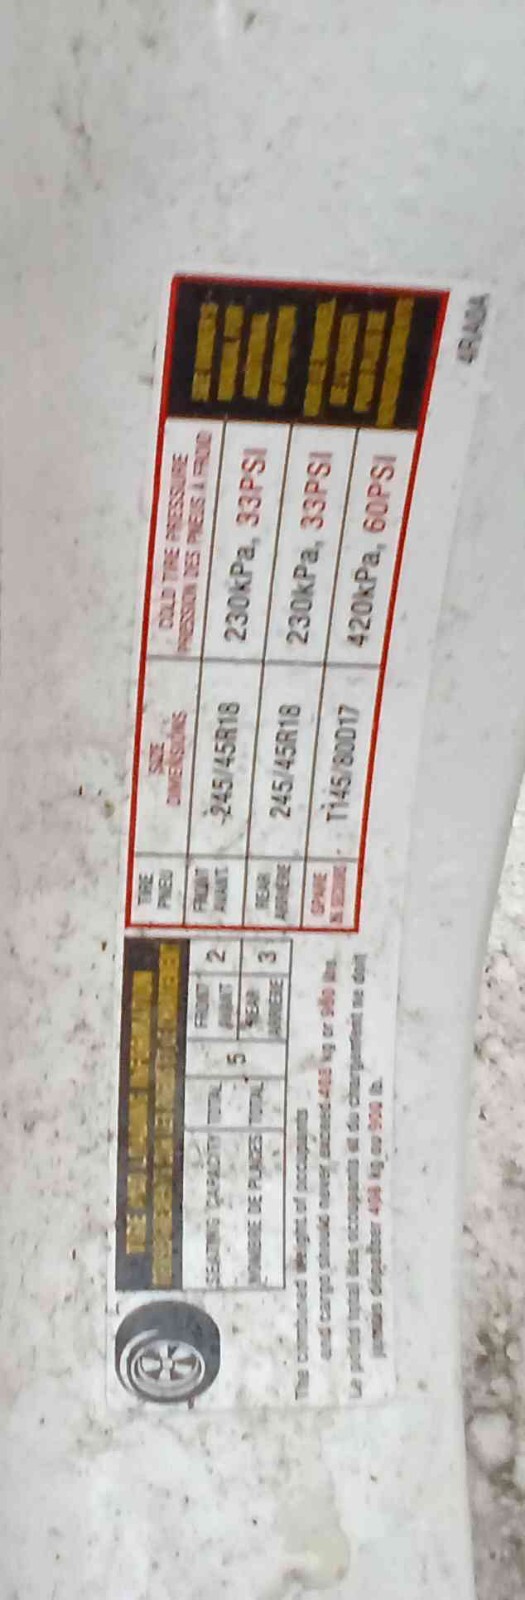 TIRE AND LOADING INFORMATION
SEATING CAPACITY TOTAL 5 FRONT AVANT 2
NOMBRE DE PLACES TOTAL REAR ARRIÈRE 3
The combined weight of occupants
and cargo should never exceed 408 kg or 900 lbs.
Le poids total des occupants et du chargement ne doit
jamais dépasser 408 kg ou 900 lb.
TIRE PNEU
SIZE DIMENSIONS
COLD TIRE PRESSURE
PRESSION DES PNEUS À FROID
FRONT AVANT 245/45R18 230kPa, 33PSI
REAR ARRIÈRE 245/45R18 230kPa, 33PSI
SPARE T145/80D17 420kPa, 60PSI
4RA0A